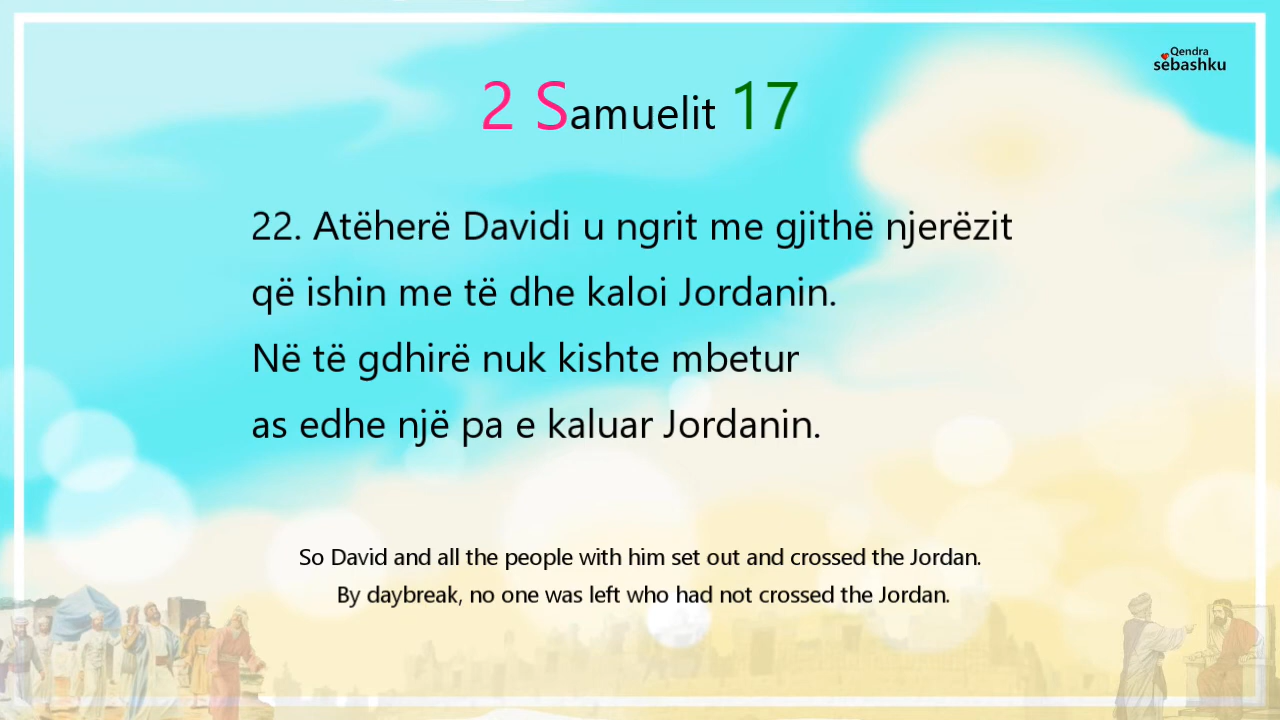 Qendra
sëbashku
2 Samuelit 17
22. Atëherë Davidi u ngrit me gjithë njerëzit
që ishin me të dhe kaloi Jordanin.
Në të gdhirë nuk kishte mbetur
as edhe një pa e kaluar Jordanin.
So David and all the people with him set out and crossed the Jordan.
By daybreak, no one was left who had not crossed the Jordan.